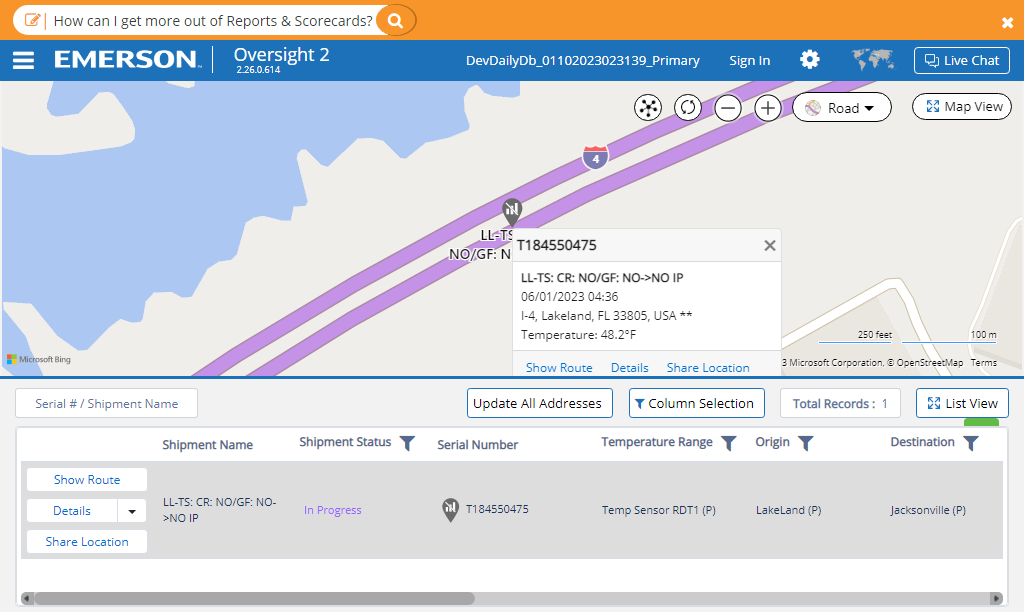 How can I get more out of Reports & Scorecards?
EMERSON
Oversight 2
2.26.0.614
DevDailyDb_01102023023139_Primary
Sign In
Live Chat
Road
Map View
4
LL-TS
NO/GF: N
T184550475
LL-TS: CR: NO/GF: NO->NO IP
06/01/2023 04:36
I-4, Lakeland, FL 33805, USA **
Temperature: 48.2°F
Show Route Details Share Location
250 feet 100 m
Microsoft Bing
3 Microsoft Corporation, © OpenStreetMap Terms
Serial # / Shipment Name
Update All Addresses
Column Selection
Total Records : 1
List View
Shipment Name Shipment Status Serial Number Temperature Range Origin Destination
Show Route
Details
Share Location
LL-TS: CR: NO/GF: NO-
>NO IP
In Progress
T184550475
Temp Sensor RDT1 (P)
LakeLand (P)
Jacksonville (P)